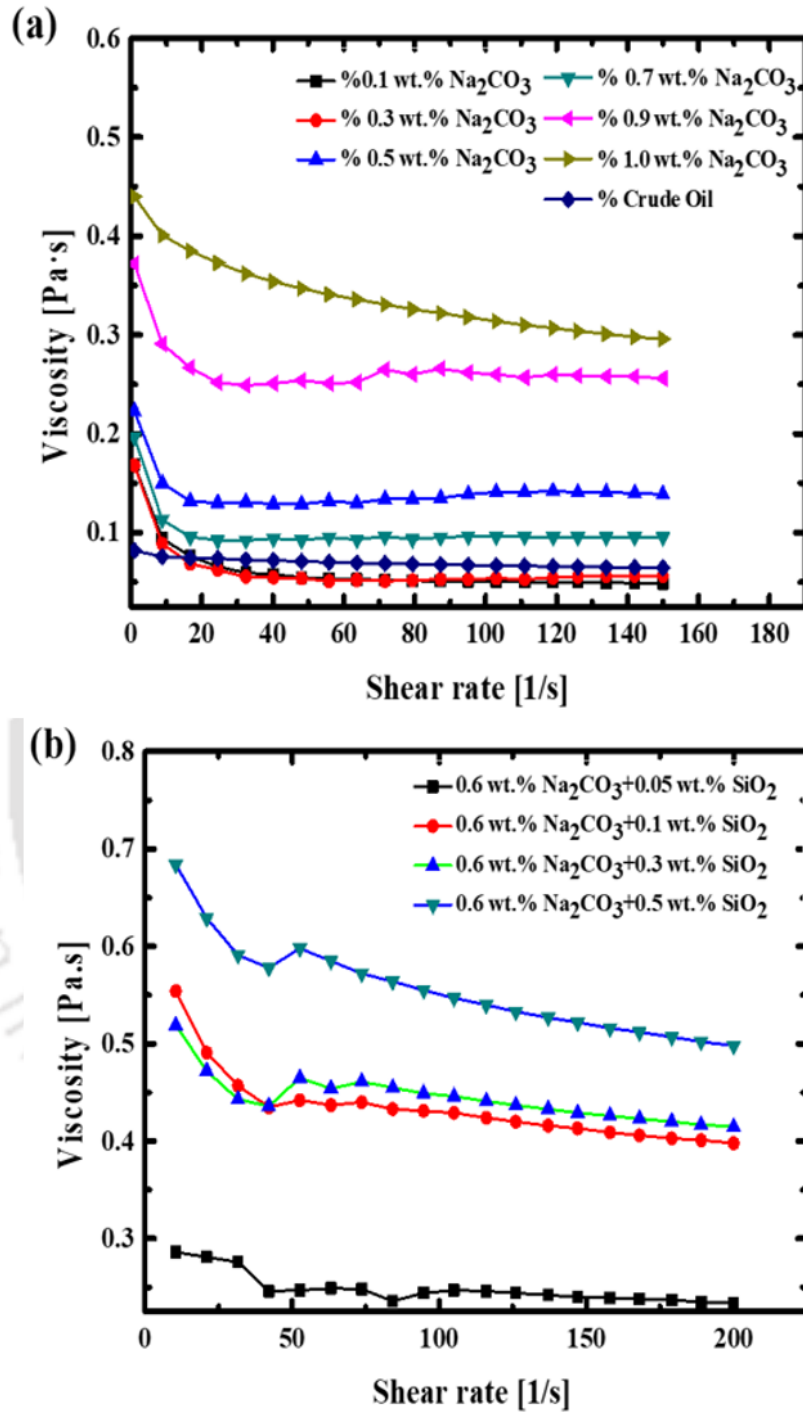 (a)
0.6
0.5
0.4
0.3
0.2
0.1
Viscosity [Pa·s]
%0.1 wt.% Na₂CO₃
% 0.3 wt.% Na₂CO₃
% 0.5 wt.% Na₂CO₃
% 0.7 wt.% Na₂CO₃
% 0.9 wt.% Na₂CO₃
% 1.0 wt.% Na₂CO₃
% Crude Oil
0 20 40 60 80 100 120 140 160 180
Shear rate [1/s]
(b)
0.8
0.7
0.6
0.5
0.4
0.3
Viscosity [Pa.s]
0.6 wt.% Na₂CO₃+0.05 wt.% SiO₂
0.6 wt.% Na₂CO₃+0.1 wt.% SiO₂
0.6 wt.% Na₂CO₃+0.3 wt.% SiO₂
0.6 wt.% Na₂CO₃+0.5 wt.% SiO₂
0 50 100 150 200
Shear rate [1/s]